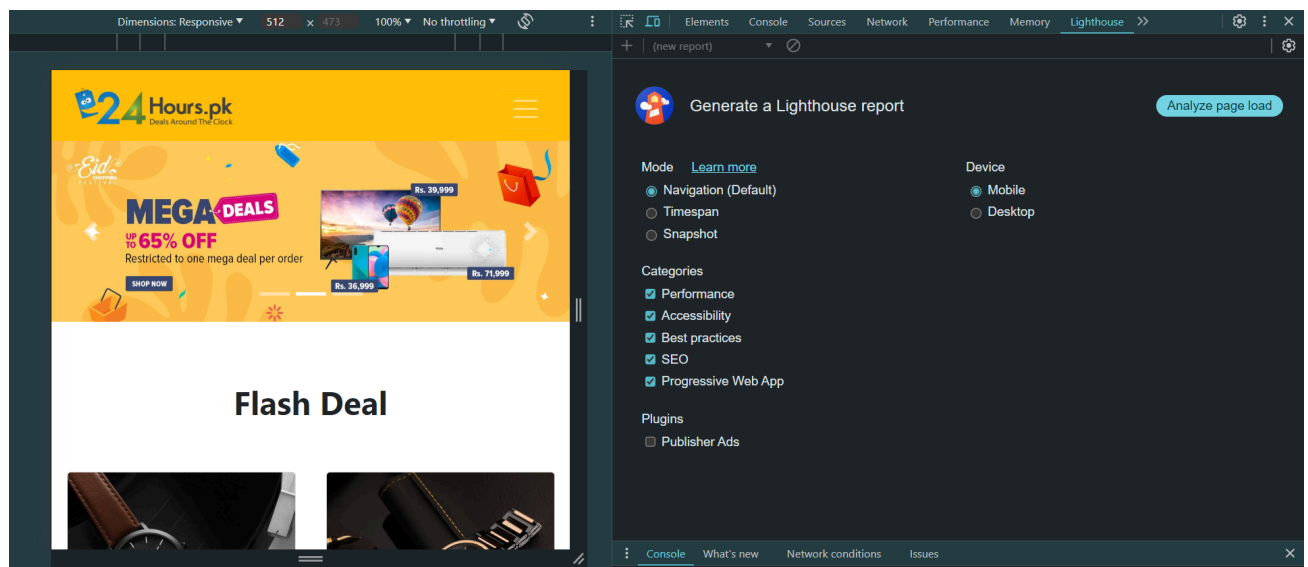 Dimensions: Responsive ▼ 512 x 473 100% ▼ No throttling ▼
24 Hours.pk
Deals Around The Clock
Eid
SHOPPING
FESTIVAL
MEGA DEALS
UP TO 65% OFF
Restricted to one mega deal per order
SHOP NOW
Rs. 39,999
Rs. 71,999
Rs. 36,999
Flash Deal
Elements Console Sources Network Performance Memory Lighthouse
(new report)
Generate a Lighthouse report
Analyze page load
Mode Learn more
Navigation (Default)
Timespan
Snapshot
Device
Mobile
Desktop
Categories
Performance
Accessibility
Best practices
SEO
Progressive Web App
Plugins
Publisher Ads
Console What's new Network conditions Issues